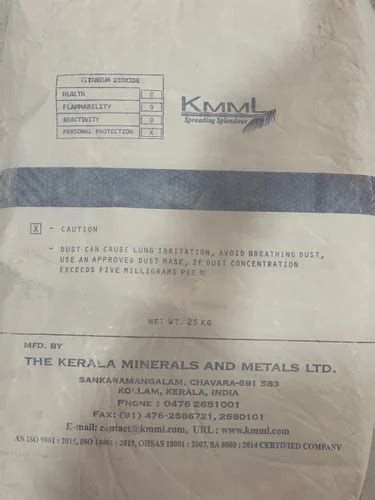 TITANIUM DIOXIDE
HEALTH 0
FLAMMABILITY 0
REACTIVITY 0
PERSONAL PROTECTION X
KMML
Spreading Splendour
X - CAUTION
- DUST CAN CAUSE LUNG IRRITATION, AVOID BREATHING DUST,
USE AN APPROVED DUST MASK, IF DUST CONCENTRATION
EXCEEDS FIVE MILLIGRAMS PER M
NET WT. 25 KG
MFD. BY
THE KERALA MINERALS AND METALS LTD.
SANKARAMANGALAM, CHAVARA-691 583
KOLLAM, KERALA, INDIA
PHONE : 0476 2651001
FAX: (91) 476-2686721, 2680101
E-mail: contact@kmml.com, URL : www.kmml.com
AN ISO 9001 : 2015, ISO 14001 : 2015, OHSAS 18001 : 2007, SA 8000 : 2014 CERTIFIED COMPANY